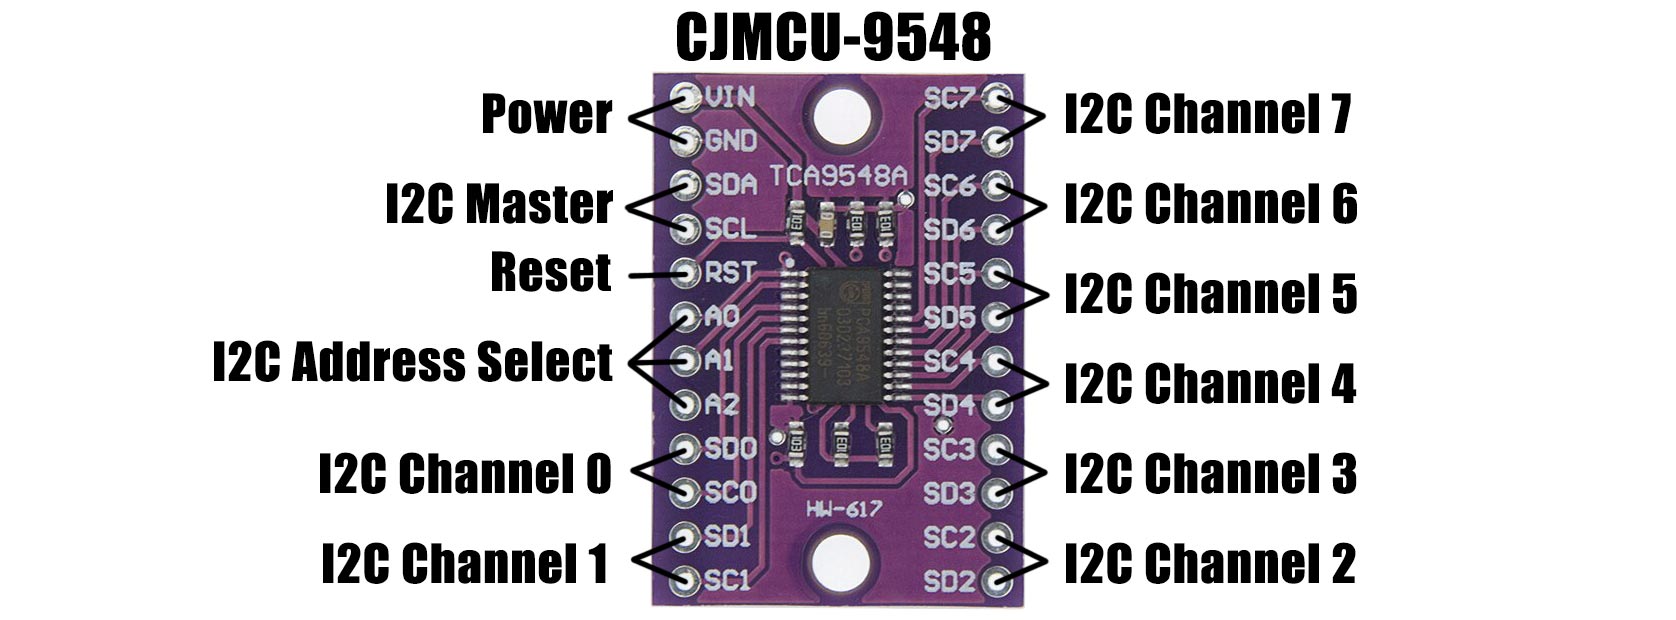 CJMCU-9548
Power
I2C Master
Reset
I2C Address Select
I2C Channel 0
I2C Channel 1
VIN
GND
SDA
SCL
RST
A0
A1
A2
SD0
SC0
SD1
SC1
TCA9548A
PCA9548A
HW-617
SC7
SD7
SC6
SD6
SC5
SD5
SC4
SD4
SC3
SD3
SC2
SD2
I2C Channel 7
I2C Channel 6
I2C Channel 5
I2C Channel 4
I2C Channel 3
I2C Channel 2